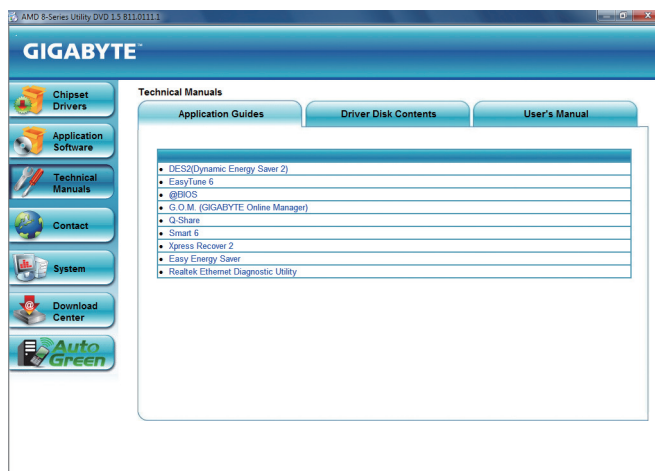 AMD 8-Series Utility DVD 1.5 B11.0111.1
GIGABYTE™
Chipset
Drivers
Application
Software
Technical
Manuals
Contact
System
Download
Center
Auto
Green
Technical Manuals
Application Guides
Driver Disk Contents
User's Manual
• DES2(Dynamic Energy Saver 2)
• EasyTune 6
• @BIOS
• G.O.M. (GIGABYTE Online Manager)
• Q-Share
• Smart 6
• Xpress Recover 2
• Easy Energy Saver
• Realtek Ethernet Diagnostic Utility